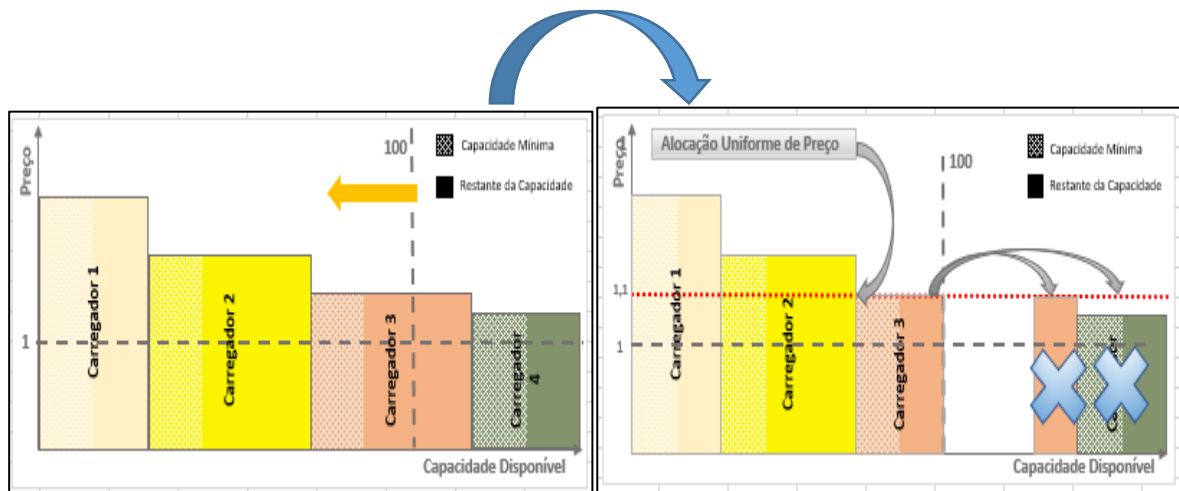 Preço
100
Capacidade Mínima
Restante da Capacidade
1
Carregador 1
Carregador 2
Carregador 3
Carregador
4
Capacidade Disponível
Preço
Alocação Uniforme de Preço
100
Capacidade Mínima
Restante da Capacidade
1,1
1
Carregador 1
Carregador 2
Carregador 3
Capacidade Disponível